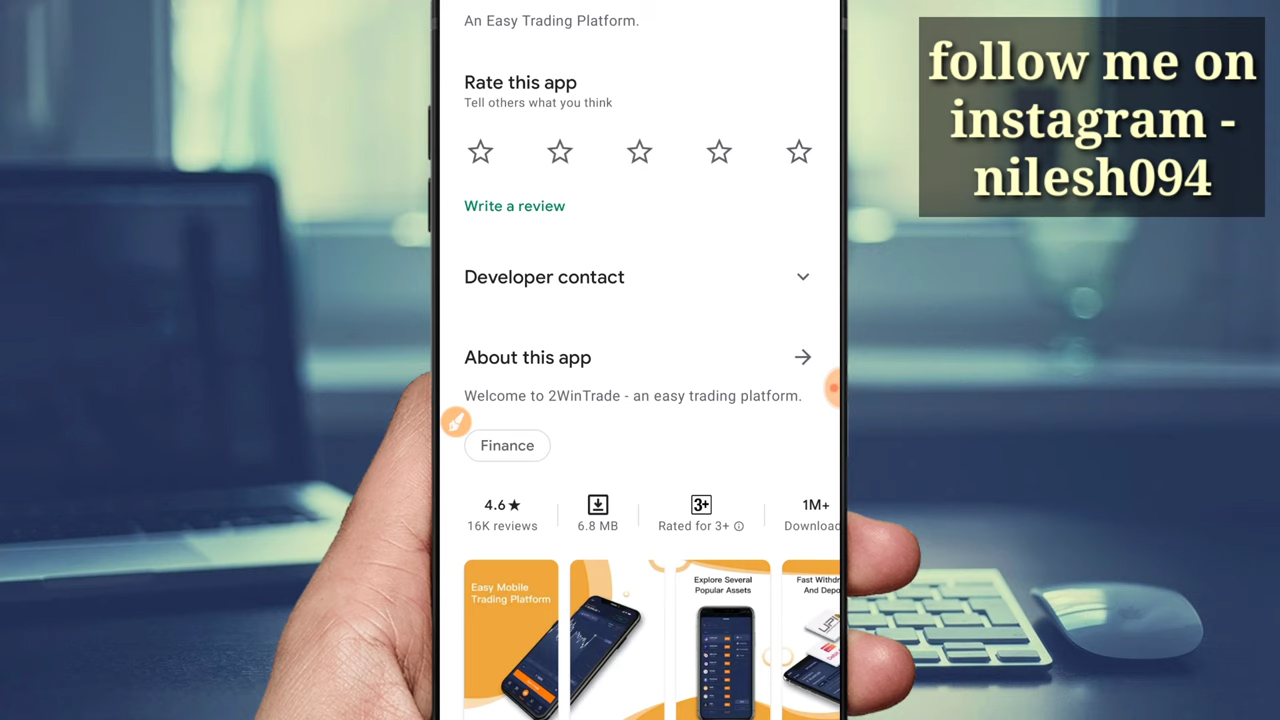 An Easy Trading Platform.
follow me on
instagram -
nilesh094
Rate this app
Tell others what you think
Write a review
Developer contact
About this app
Welcome to 2WinTrade - an easy trading platform.
Finance
4.6★
16K reviews
6.8 MB
3+
Rated for 3+
1M+
Download
Easy Mobile
Trading Platform
Explore Several
Popular Assets
Fast Withdr
And Depo
UPI